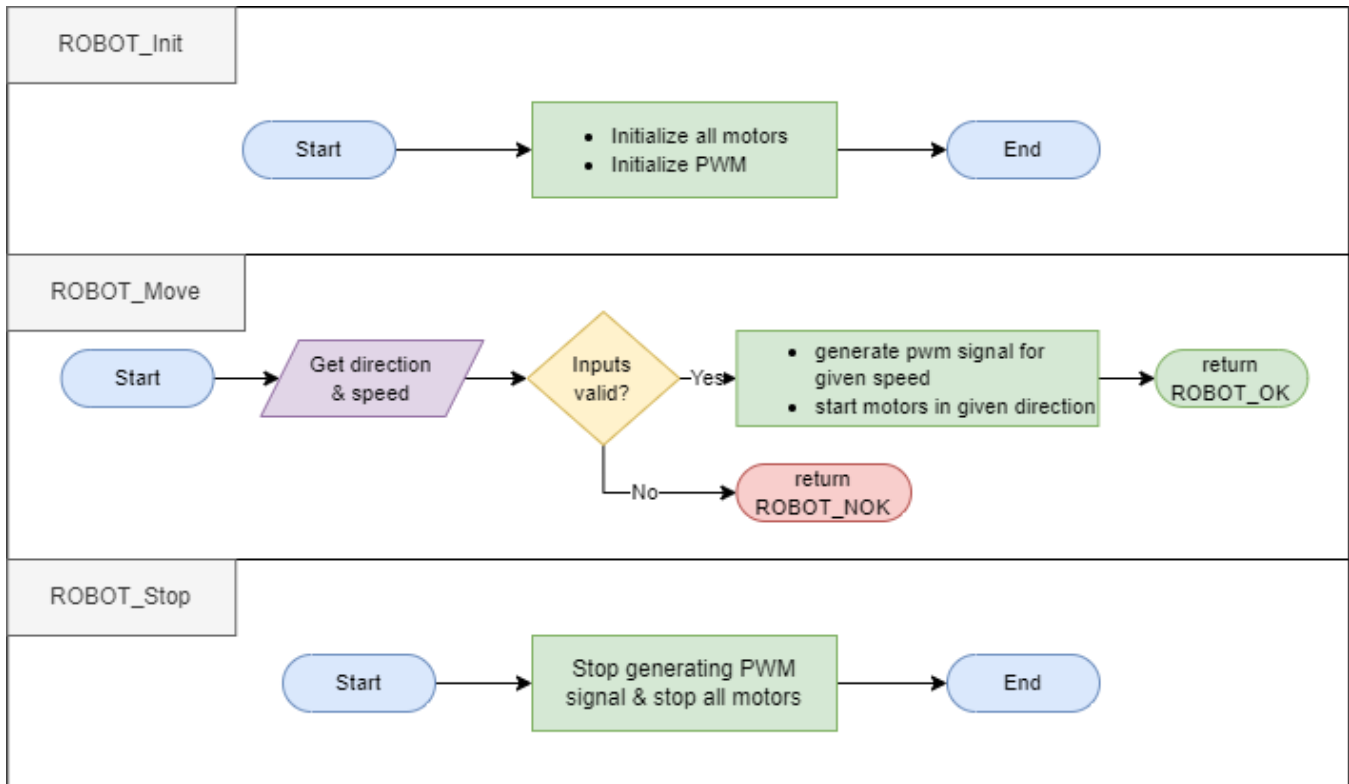 ROBOT_Init
Start
• Initialize all motors
• Initialize PWM
End
ROBOT_Move
Start
Get direction
& speed
Inputs
valid?
Yes
• generate pwm signal for
given speed
• start motors in given direction
return
ROBOT_OK
No
return
ROBOT_NOK
ROBOT_Stop
Start
Stop generating PWM
signal & stop all motors
End